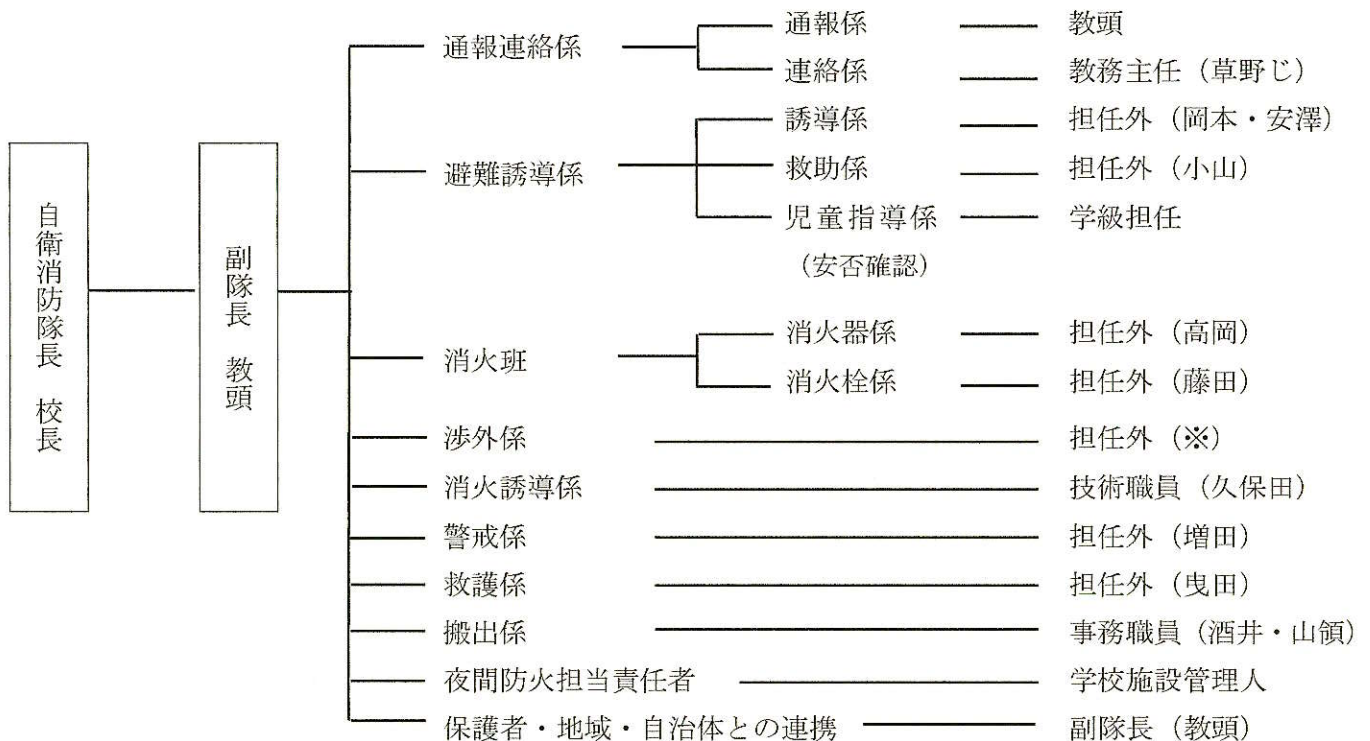 自衛消防隊長 校長
副隊長 教頭
通報連絡係
通報係 教頭
連絡係 教務主任(草野じ)
避難誘導係
誘導係 担任外(岡本・安澤)
救助係 担任外(小山)
児童指導係 学級担任
(安否確認)
消火班
消火器係 担任外(高岡)
消火栓係 担任外(藤田)
渉外係 担任外(※)
消火誘導係 技術職員(久保田)
警戒係 担任外(増田)
救護係 担任外(曳田)
搬出係 事務職員(酒井・山領)
夜間防火担当責任者 学校施設管理人
保護者・地域・自治体との連携 副隊長(教頭)